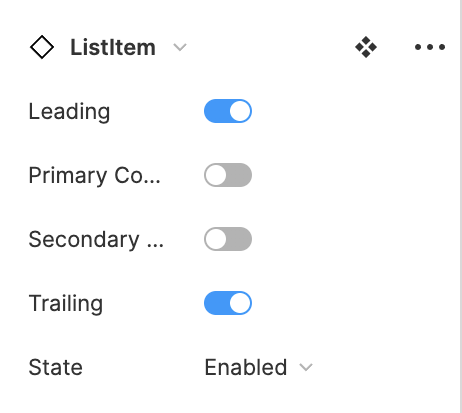 ListItem
Leading
Primary Co...
Secondary ...
Trailing
State Enabled